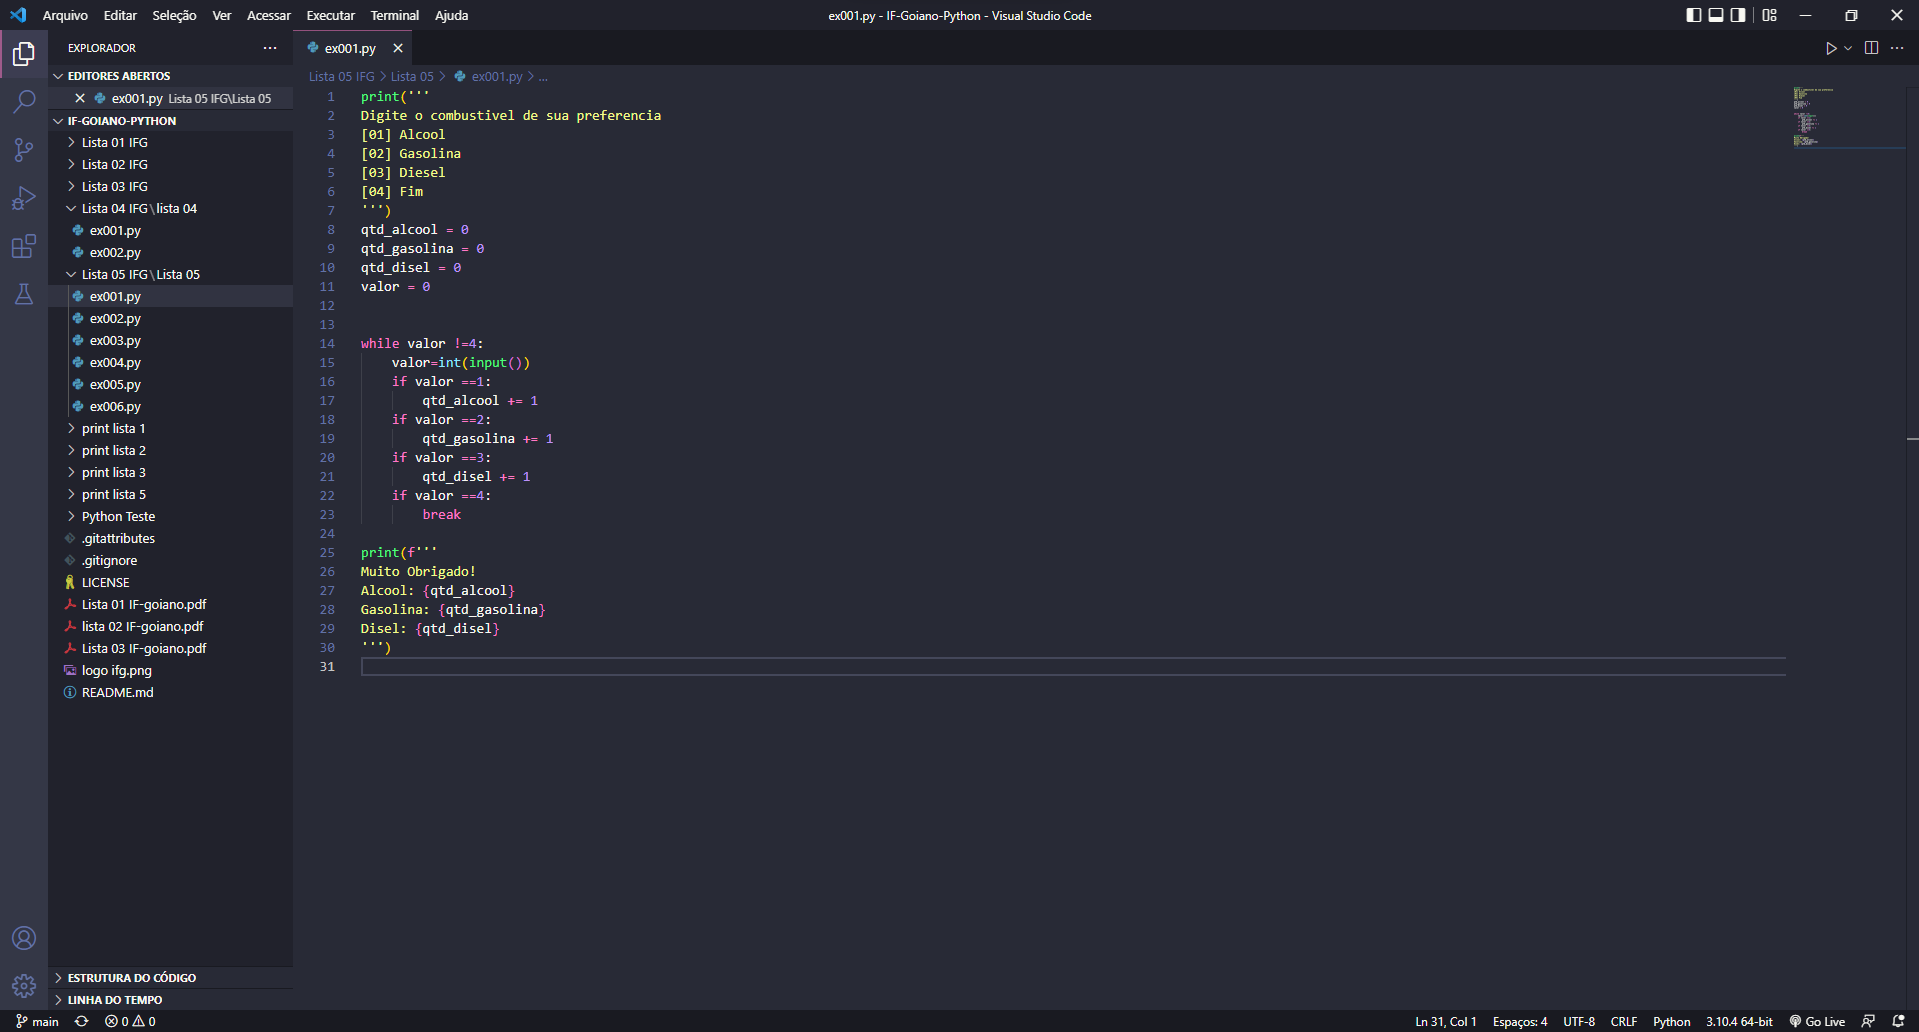 Arquivo Editar Seleção Ver Acessar Executar Terminal Ajuda
ex001.py - IF-Goiano-Python - Visual Studio Code
EXPLORADOR
EDITORES ABERTOS
ex001.py Lista 05 IFG\Lista 05
IF-GOIANO-PYTHON
Lista 01 IFG
Lista 02 IFG
Lista 03 IFG
Lista 04 IFG\lista 04
ex001.py
ex002.py
Lista 05 IFG\Lista 05
ex001.py
ex002.py
ex003.py
ex004.py
ex005.py
ex006.py
print lista 1
print lista 2
print lista 3
print lista 5
Python Teste
.gitattributes
.gitignore
LICENSE
Lista 01 IF-goiano.pdf
lista 02 IF-goiano.pdf
Lista 03 IF-goiano.pdf
logo ifg.png
README.md
ESTRUTURA DO CÓDIGO
LINHA DO TEMPO
ex001.py
Lista 05 IFG > Lista 05 > ex001.py > ...
1 print('''
2 Digite o combustivel de sua preferencia
3 [01] Alcool
4 [02] Gasolina
5 [03] Diesel
6 [04] Fim
7 ''')
8 qtd_alcool = 0
9 qtd_gasolina = 0
10 qtd_disel = 0
11 valor = 0
12
13
14 while valor !=4:
15     valor=int(input())
16     if valor ==1:
17         qtd_alcool += 1
18     if valor ==2:
19         qtd_gasolina += 1
20     if valor ==3:
21         qtd_disel += 1
22     if valor ==4:
23         break
24
25 print(f'''
26 Muito Obrigado!
27 Alcool: {qtd_alcool}
28 Gasolina: {qtd_gasolina}
29 Disel: {qtd_disel}
30 ''')
31
main 0 0 Ln 31, Col 1 Espaços: 4 UTF-8 CRLF Python 3.10.4 64-bit Go Live